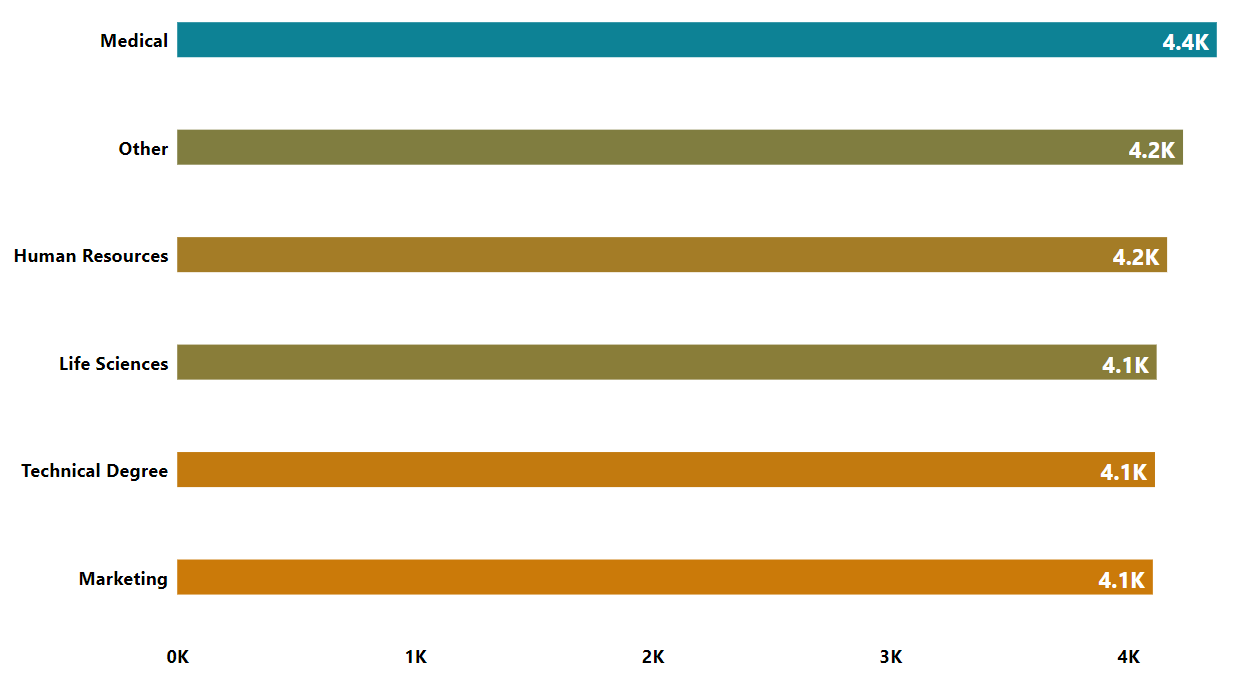 Medical 4.4K
Other 4.2K
Human Resources 4.2K
Life Sciences 4.1K
Technical Degree 4.1K
Marketing 4.1K
0K 1K 2K 3K 4K